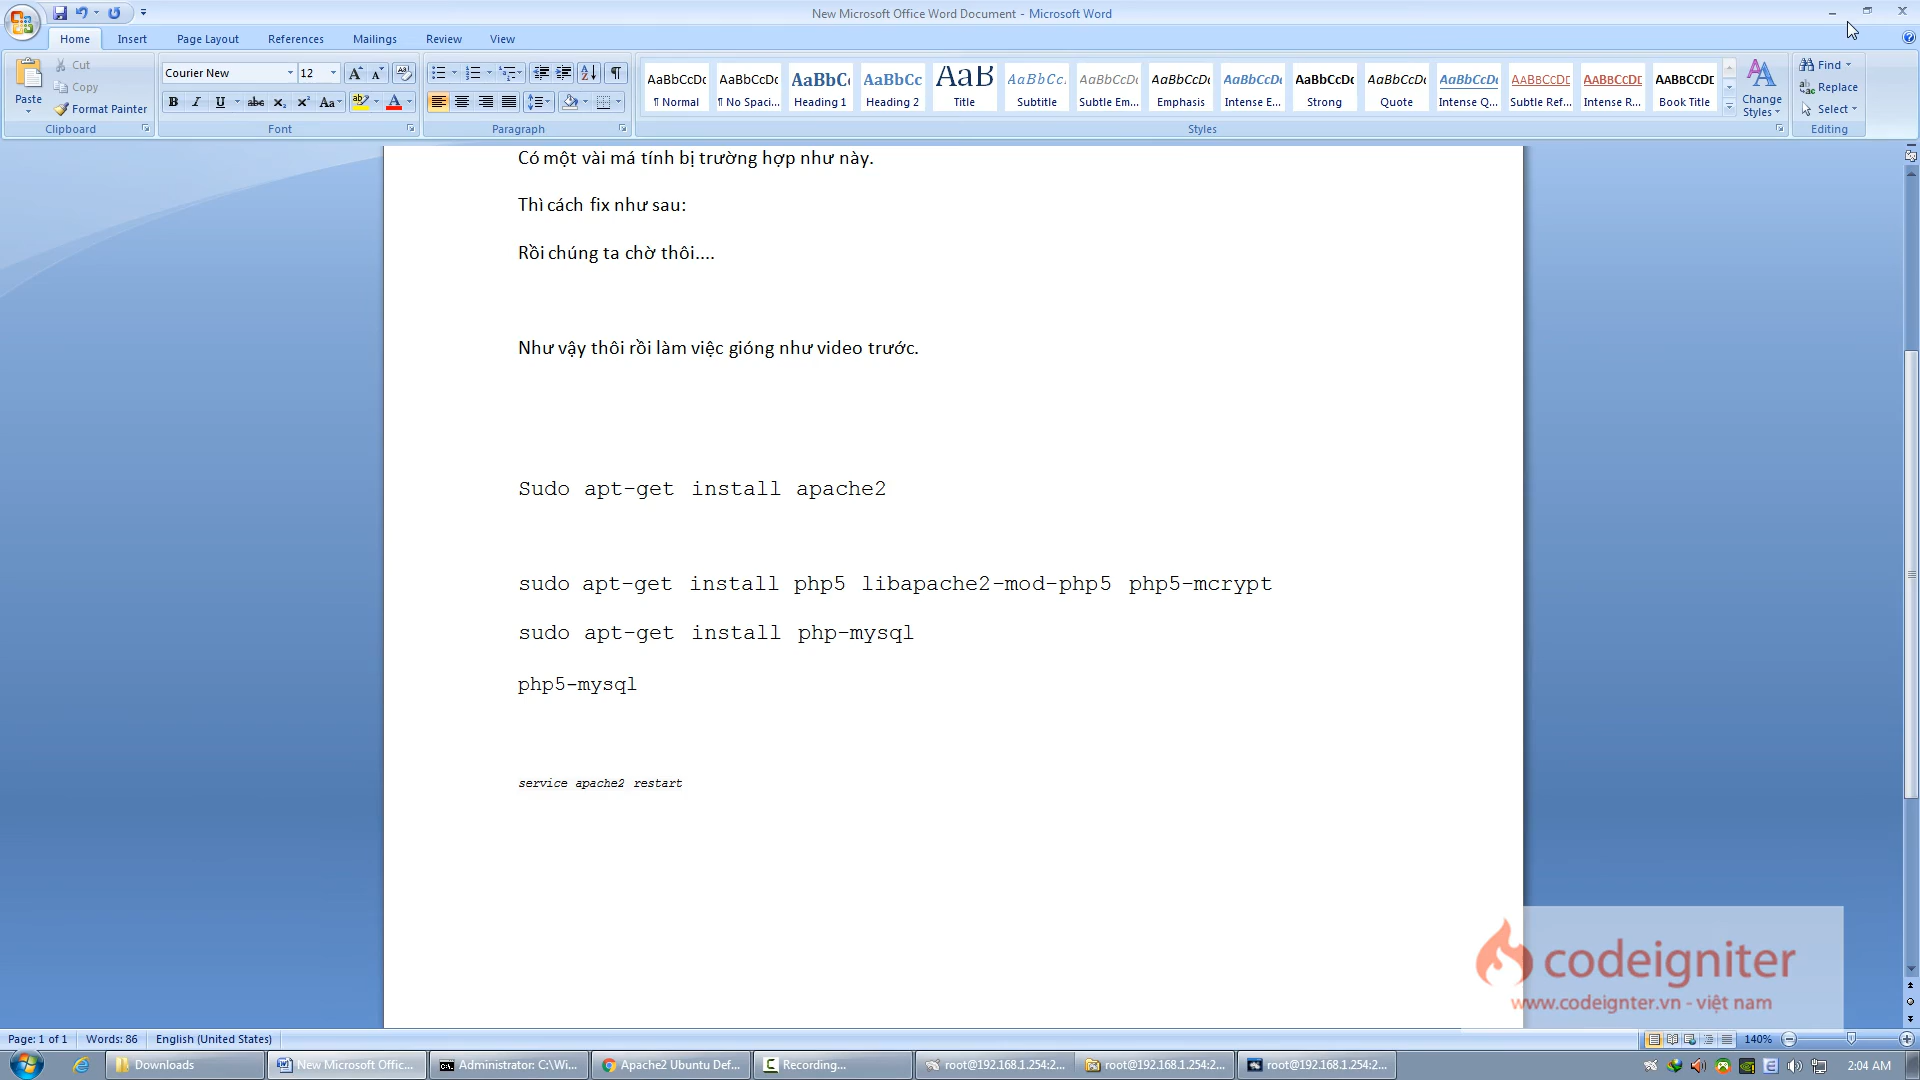 New Microsoft Office Word Document - Microsoft Word
Home Insert Page Layout References Mailings Review View
Paste
Cut
Copy
Format Painter
Clipboard
Courier New 12
Font
Paragraph
AaBbCcDc AaBbCcDc AaBbCc AaBbCc AaB AaBbCc. AaBbCcDc AaBbCcDc AaBbCcDc AaBbCcDc AaBbCcDc AaBbCcDc AABBCCDC AABBCCDC AABBCCDC
¶ Normal ¶ No Spaci... Heading 1 Heading 2 Title Subtitle Subtle Em... Emphasis Intense E... Strong Quote Intense Q... Subtle Ref... Intense R... Book Title
Styles
Change
Styles
Find
Replace
Select
Editing
Có một vài má tính bị trường hợp như này.
Thì cách fix như sau:
Rồi chúng ta chờ thôi....
Như vậy thôi rồi làm việc gióng như video trước.
Sudo apt-get install apache2
sudo apt-get install php5 libapache2-mod-php5 php5-mcrypt
sudo apt-get install php-mysql
php5-mysql
service apache2 restart
codeigniter
www.codeignter.vn - việt nam
Page: 1 of 1 Words: 86 English (United States) 140%
Downloads New Microsoft Offic... Administrator: C:\Wi... Apache2 Ubuntu Def... Recording... root@192.168.1.254:2... root@192.168.1.254:2... root@192.168.1.254:2... 2:04 AM